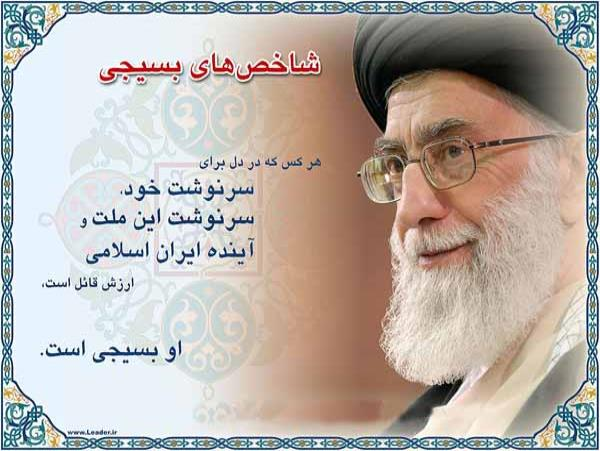 شاخص‌های بسیجی
هر کس که در دل برای
سرنوشت خود،
سرنوشت این ملت و
آینده ایران اسلامی
ارزش قائل است،
او بسیجی است.
www.Leader.ir